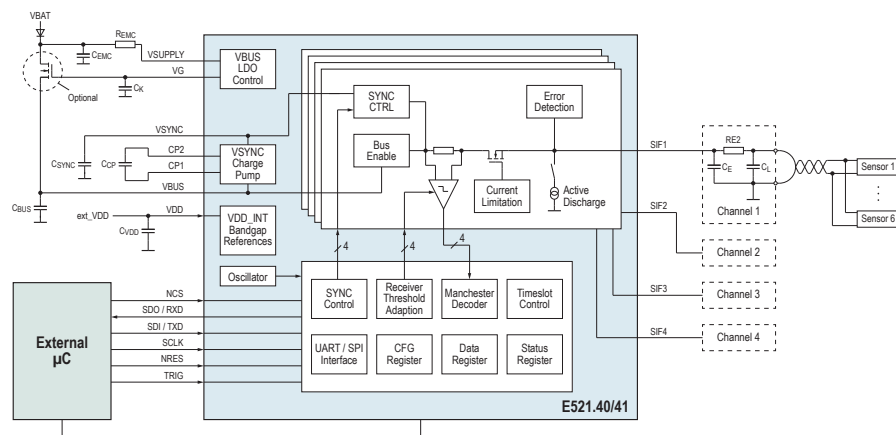 VBAT
REMC
CEMC
VSUPPLY
VG
Optional
CK
VBUS
LDO
Control
SYNC
CTRL
Error
Detection
VSYNC
CSYNC
CP2
CCP
CP1
VSYNC
Charge
Pump
Bus
Enable
VBUS
CBUS
Current
Limitation
Active
Discharge
SIF1
RE2
CE
CL
Channel 1
Sensor 1
Sensor 6
ext_VDD
VDD
CVDD
VDD_INT
Bandgap
References
SIF2
Channel 2
4
4
4
Oscillator
SYNC
Control
Receiver
Threshold
Adaption
Manchester
Decoder
Timeslot
Control
SIF3
Channel 3
UART / SPI
Interface
CFG
Register
Data
Register
Status
Register
SIF4
Channel 4
External
µC
NCS
SDO / RXD
SDI / TXD
SCLK
NRES
TRIG
E521.40/41